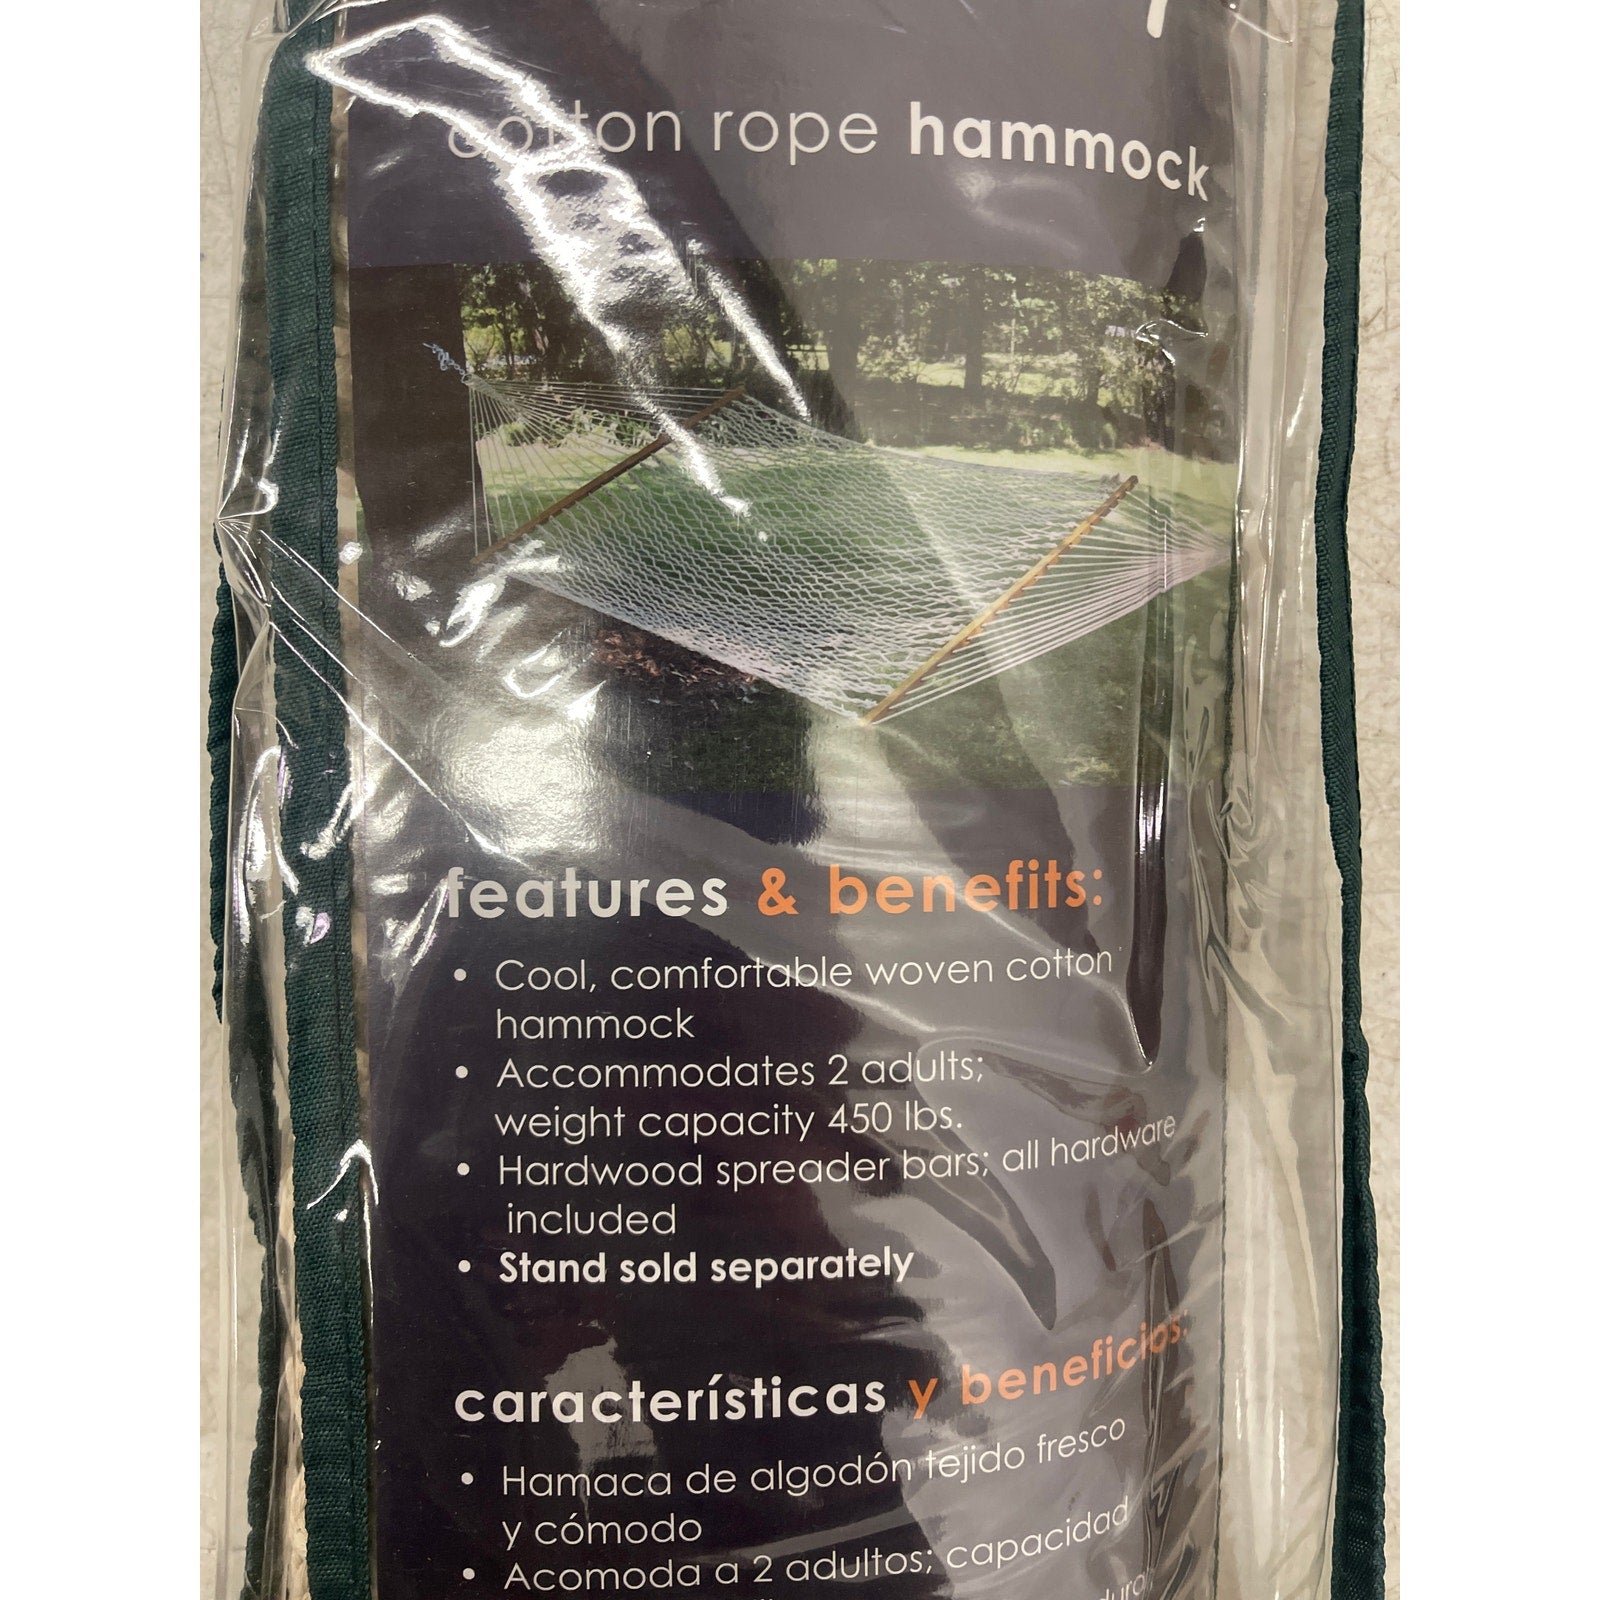 cotton rope hammock
features & benefits:
• Cool, comfortable woven cotton
hammock
• Accommodates 2 adults;
weight capacity 450 lbs.
• Hardwood spreader bars; all hardware
included
• Stand sold separately
características y beneficios:
• Hamaca de algodón tejido fresco
y cómodo
• Acomoda a 2 adultos; capacidad